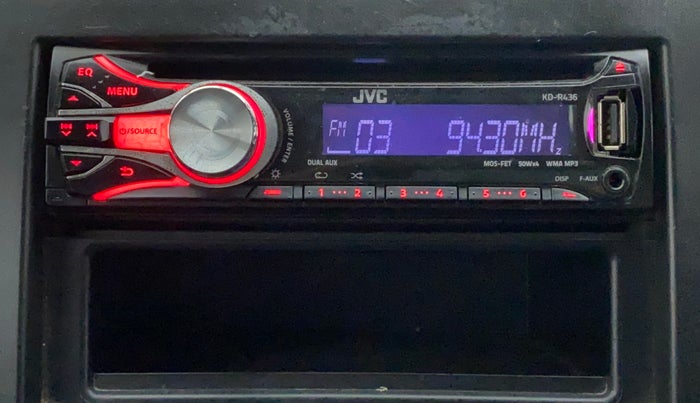 EQ
MENU
JVC
KD-R436
⏻/SOURCE
VOLUME / ENTER
FM 03 94.30MHz
DUAL AUX
MOS-FET 50Wx4 WMA MP3
DISP F-AUX
1 ••• 2
3 ••• 4
5 ••• 6